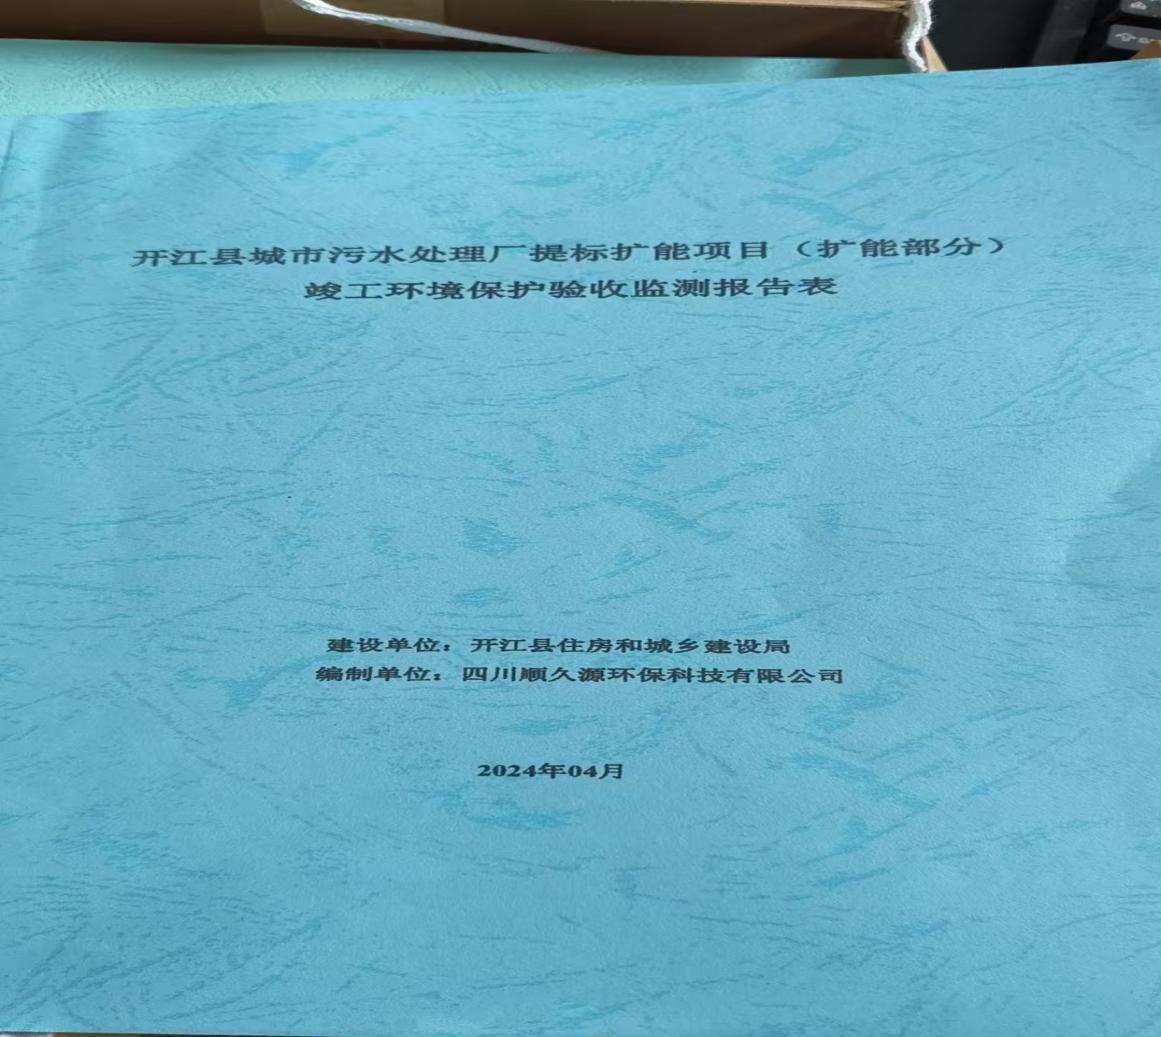 开江县城市污水处理厂提标扩能项目（扩能部分）
竣工环境保护验收监测报告表
建设单位：开江县住房和城乡建设局
编制单位：四川顺久源环保科技有限公司
2024年04月